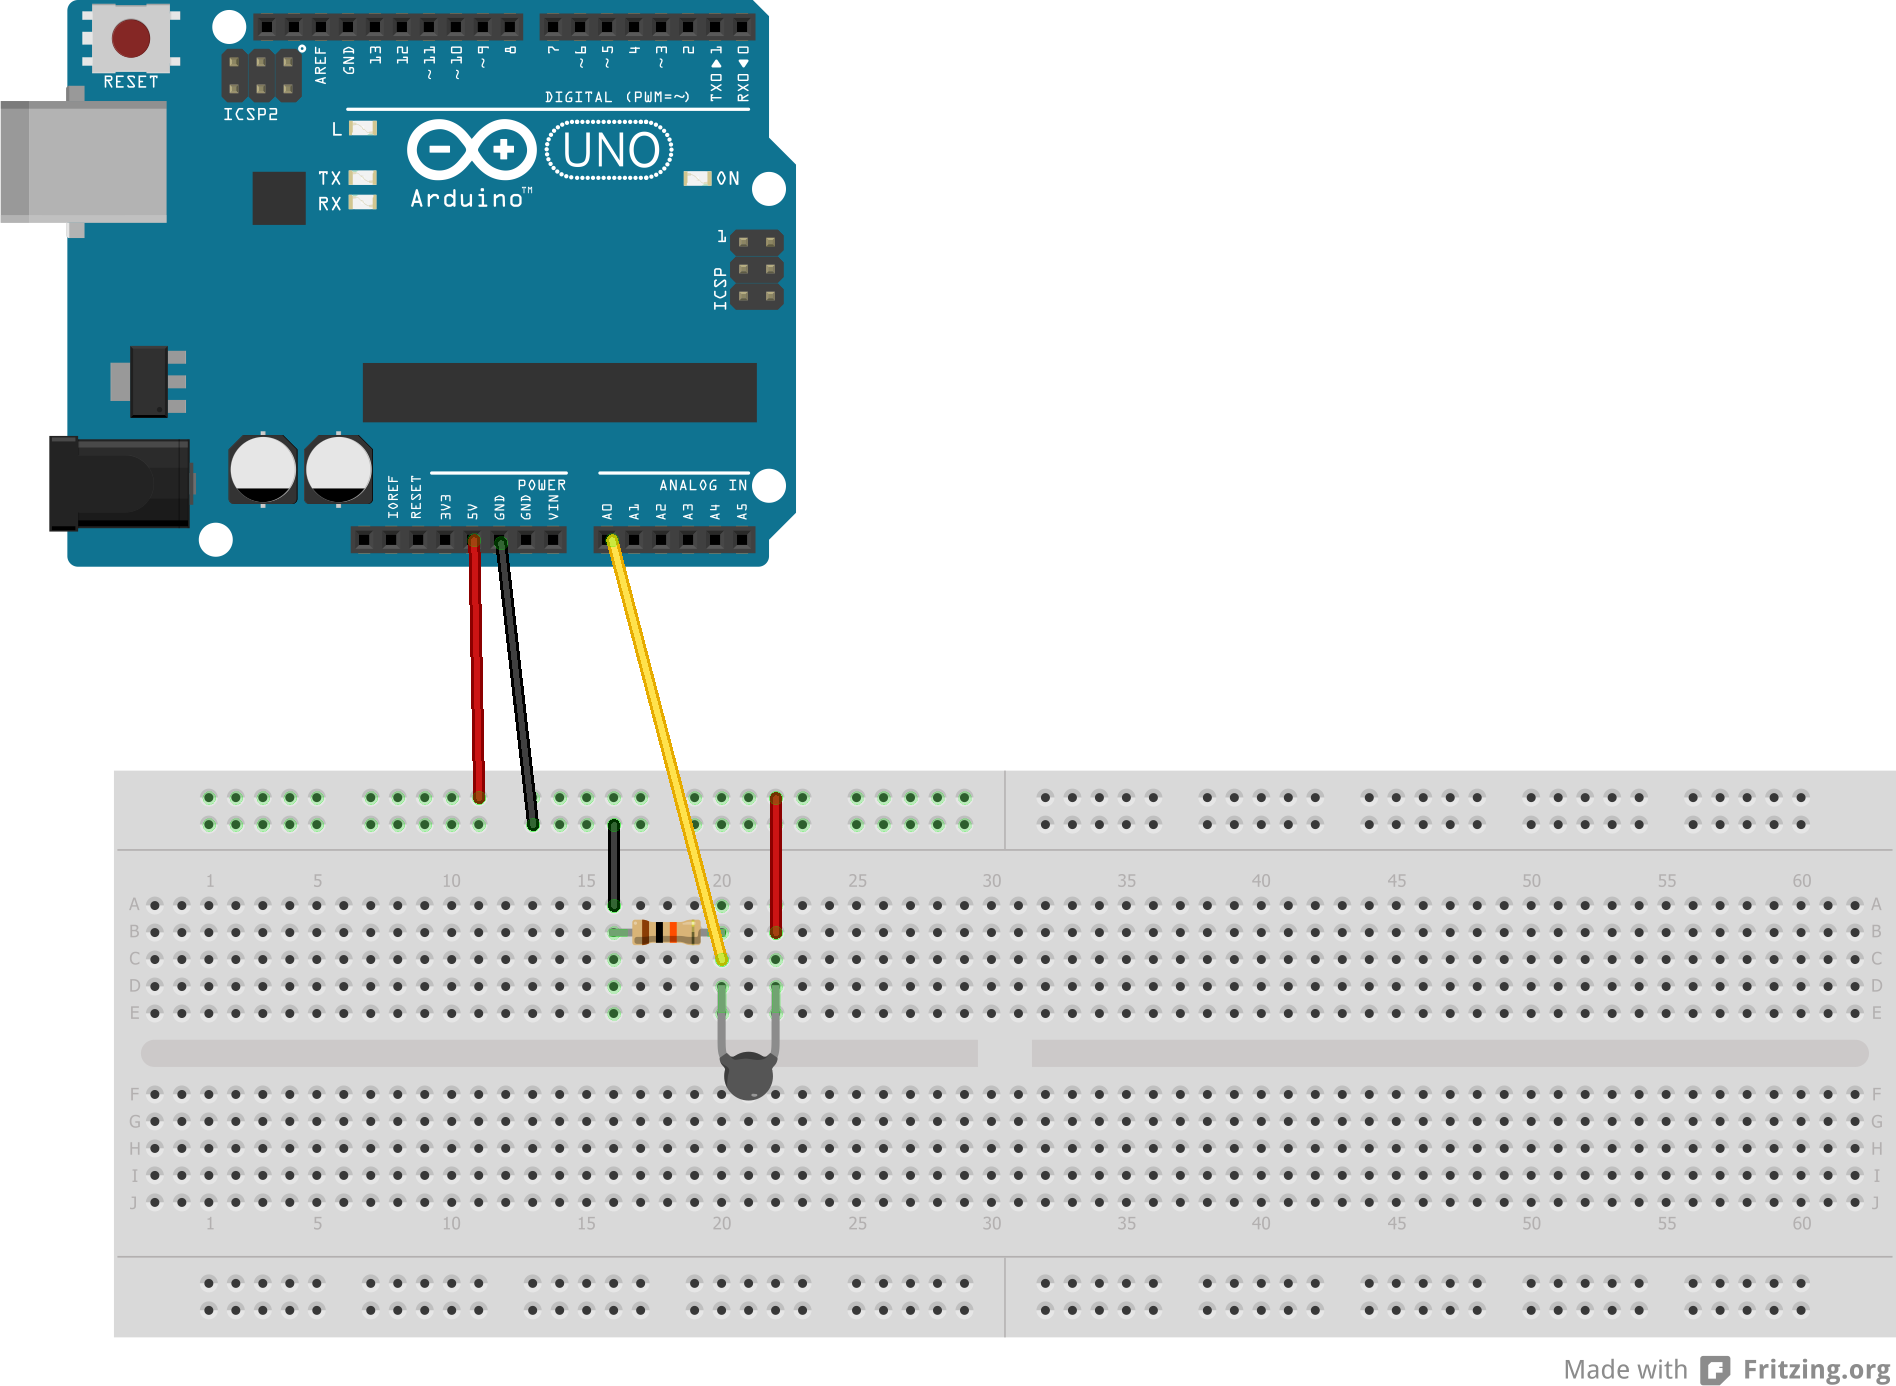 RESET
ICSP2
AREF
GND
13
12
~11
~10
~9
8
7
~6
~5
4
~3
2
TX0▶1
RX0◀0
DIGITAL (PWM=~)
L
TX
RX
Arduino™
UNO
ON
1
ICSP
POWER
ANALOG IN
IOREF
RESET
3V3
5V
GND
GND
VIN
A0
A1
A2
A3
A4
A5
1 5 10 15 20 25 30 35 40 45 50 55 60
A A
B B
C C
D D
E E
F F
G G
H H
I I
J J
1 5 10 15 20 25 30 35 40 45 50 55 60
Made with Fritzing.org